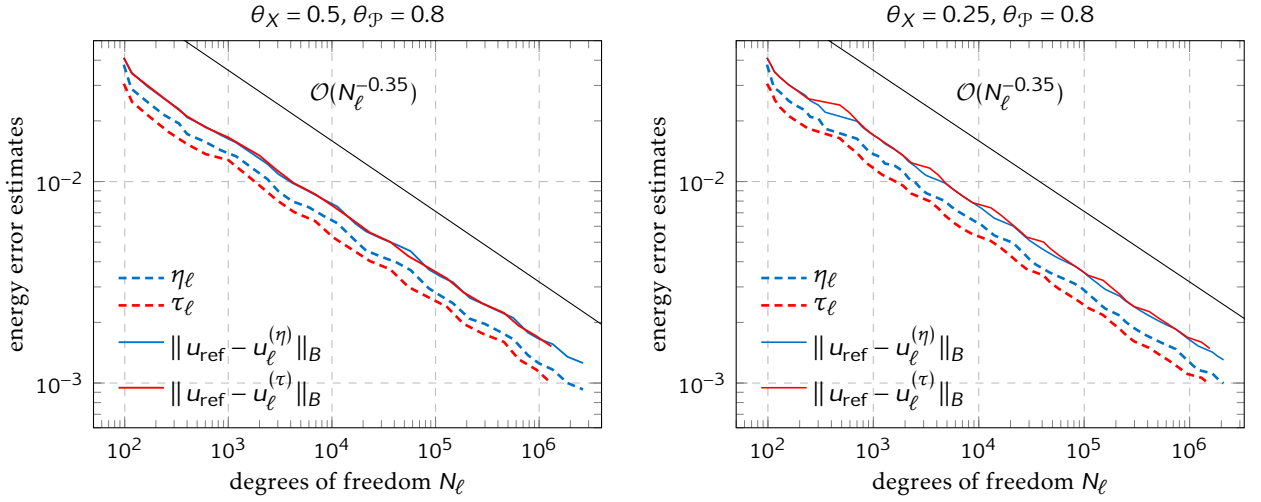 θ_X = 0.5, θ_𝒫 = 0.8
energy error estimates
10^−2
10^−3
𝒪(N_ℓ^−0.35)
η_ℓ
τ_ℓ
‖ u_ref − u_ℓ^(η) ‖_B
‖ u_ref − u_ℓ^(τ) ‖_B
10^2 10^3 10^4 10^5 10^6
degrees of freedom N_ℓ
θ_X = 0.25, θ_𝒫 = 0.8
energy error estimates
10^−2
10^−3
𝒪(N_ℓ^−0.35)
η_ℓ
τ_ℓ
‖ u_ref − u_ℓ^(η) ‖_B
‖ u_ref − u_ℓ^(τ) ‖_B
10^2 10^3 10^4 10^5 10^6
degrees of freedom N_ℓ